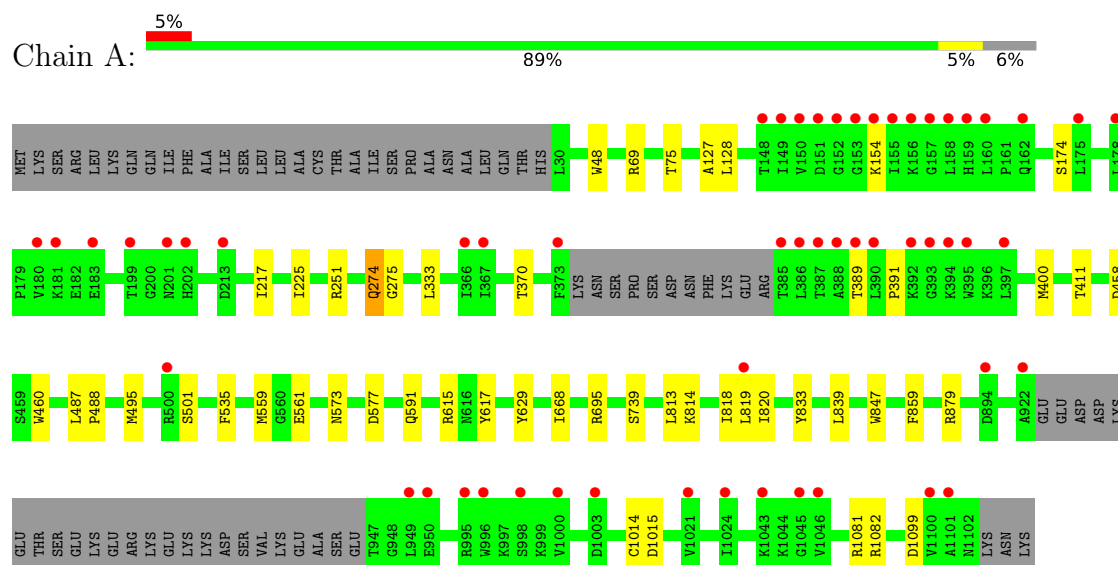 5%
Chain A:
89% 5% 6%
MET LYS SER ARG LEU LYS GLN GLN ILE PHE ALA ILE SER LEU LEU ALA CYS THR ALA ILE SER PRO ALA ASN ALA LEU GLN THR HIS L30 W48 R69 T75 A127 L128 T148 I149 V150 D151 G152 G153 K154 I155 K156 G157 L158 H159 L160 P161 Q162 S174 L175 L178
P179 V180 K181 E182 E183 T199 G200 N201 H202 D213 I217 I225 R251 Q274 G275 L333 I366 I367 T370 F373 LYS ASN SER PRO SER ASP ASN PHE LYS GLU ARG T385 L386 T387 A388 T389 L390 P391 K392 G393 K394 W395 K396 L397 M400 T411 D458
S459 W460 L487 P488 M495 R500 S501 F535 M559 G560 E561 N573 D577 Q591 R615 N616 Y617 Y629 I668 R695 S739 L813 K814 I818 L819 I820 Y833 L839 W847 F859 R879 D894 A922 GLU GLU ASP ASP LYS
GLU THR SER GLU LYS GLU ARG LYS GLU LYS LYS ASP SER VAL LYS GLU ALA SER GLU T947 G948 L949 E950 R995 W996 K997 S998 K999 V1000 D1003 C1014 D1015 V1021 I1024 K1043 K1044 G1045 V1046 R1081 R1082 D1099 V1100 A1101 N1102 LYS ASN LYS